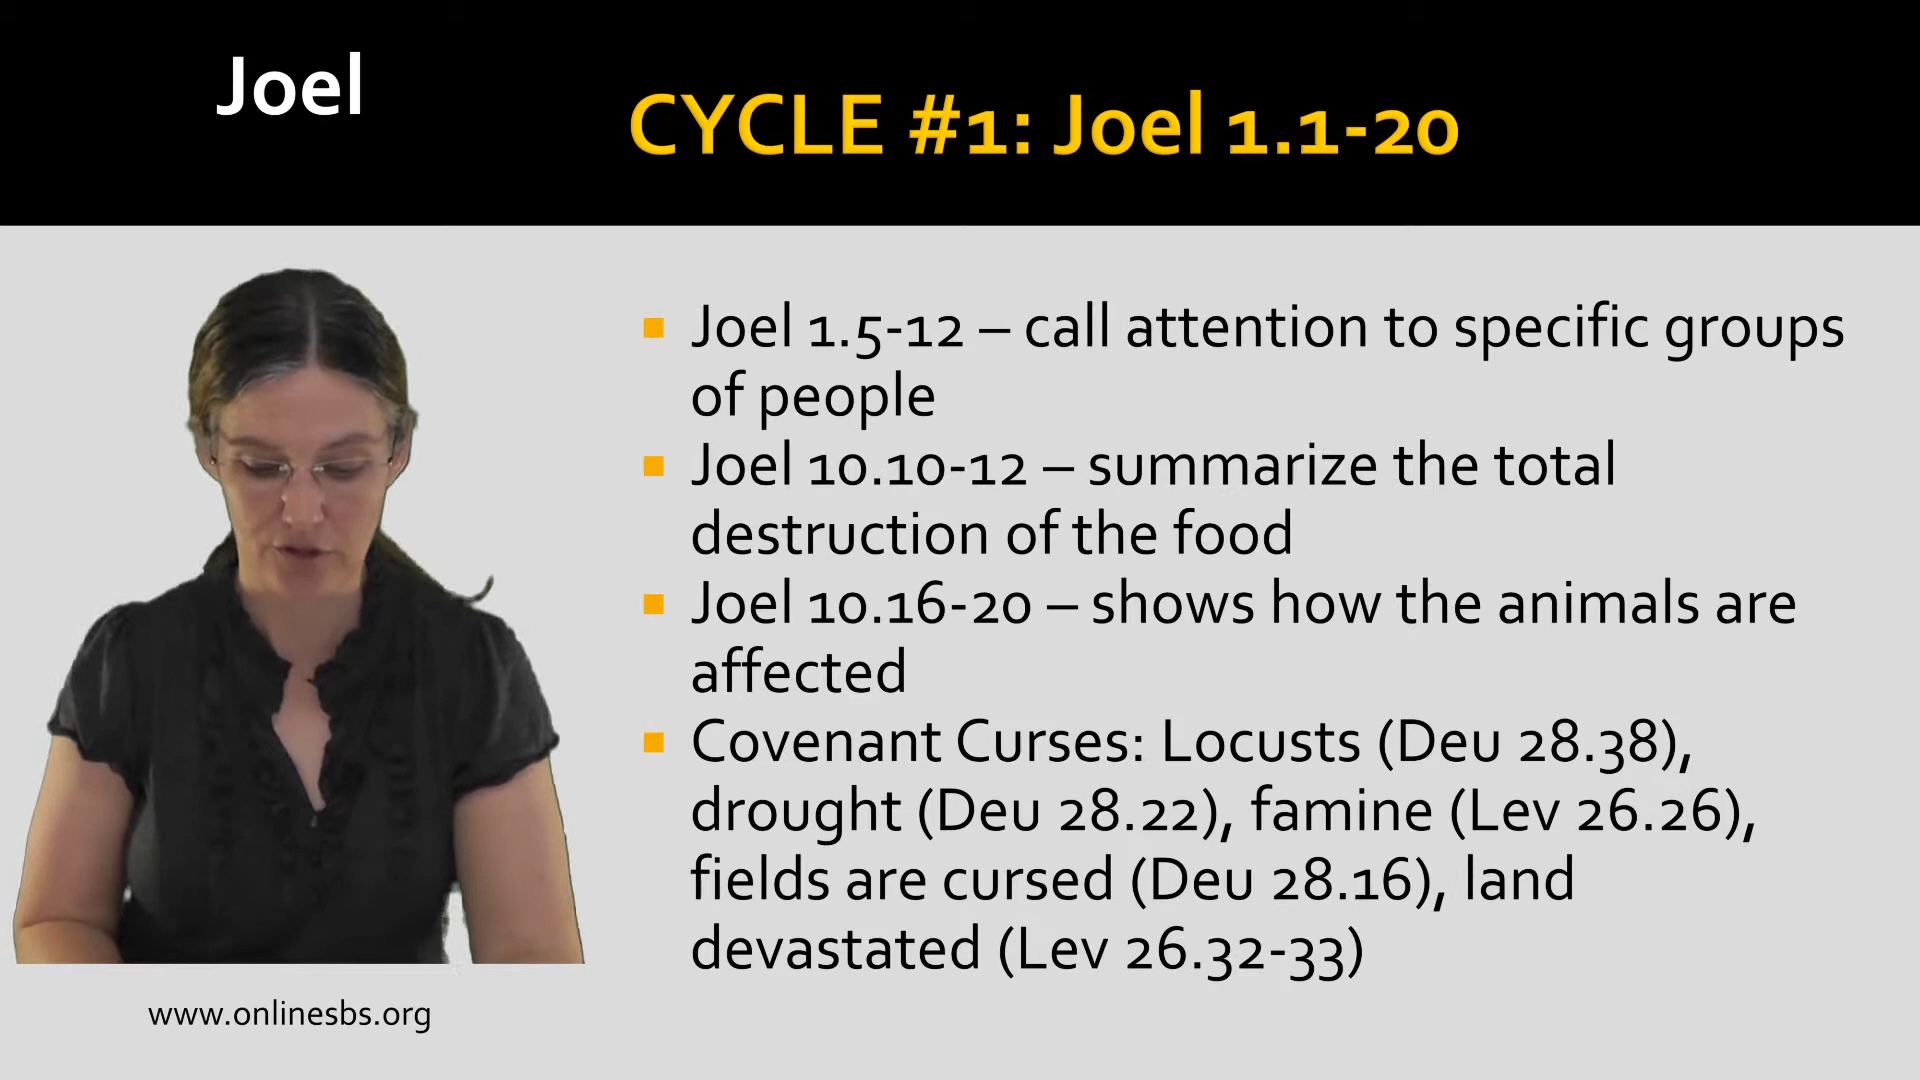 Joel
CYCLE #1: Joel 1.1-20
▪ Joel 1.5-12 – call attention to specific groups
of people
▪ Joel 10.10-12 – summarize the total
destruction of the food
▪ Joel 10.16-20 – shows how the animals are
affected
▪ Covenant Curses: Locusts (Deu 28.38),
drought (Deu 28.22), famine (Lev 26.26),
fields are cursed (Deu 28.16), land
devastated (Lev 26.32-33)
www.onlinesbs.org